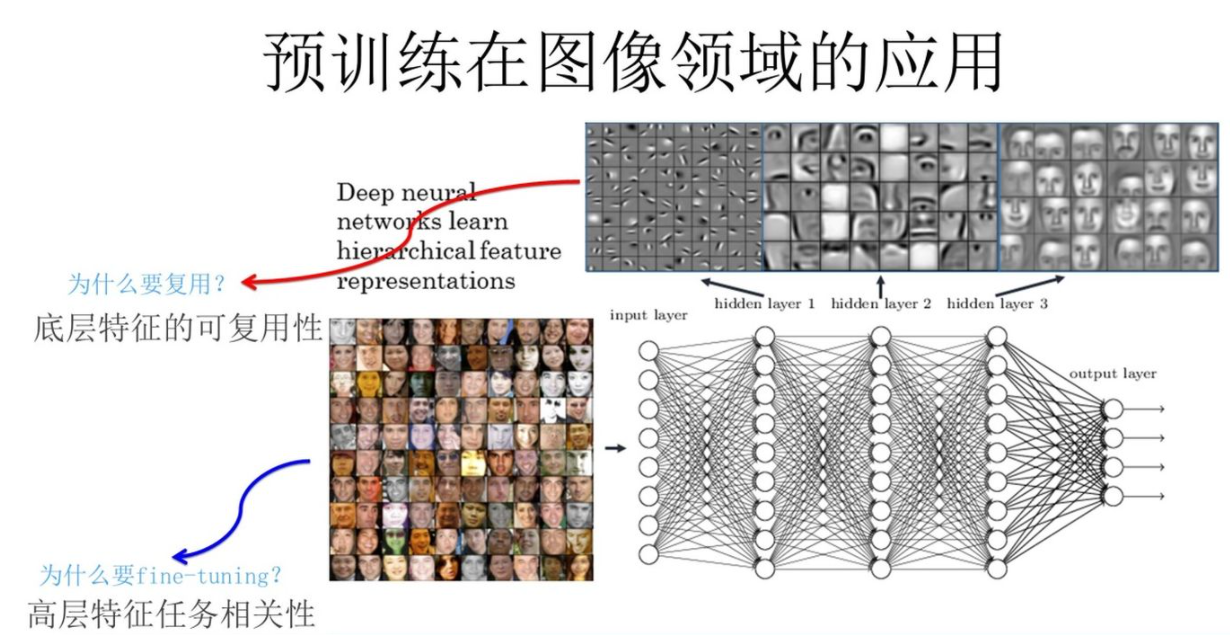 预训练在图像领域的应用
Deep neural
networks learn
hierarchical feature
representations
为什么要复用？
底层特征的可复用性
hidden layer 1
hidden layer 2
hidden layer 3
input layer
output layer
为什么要fine-tuning？
高层特征任务相关性